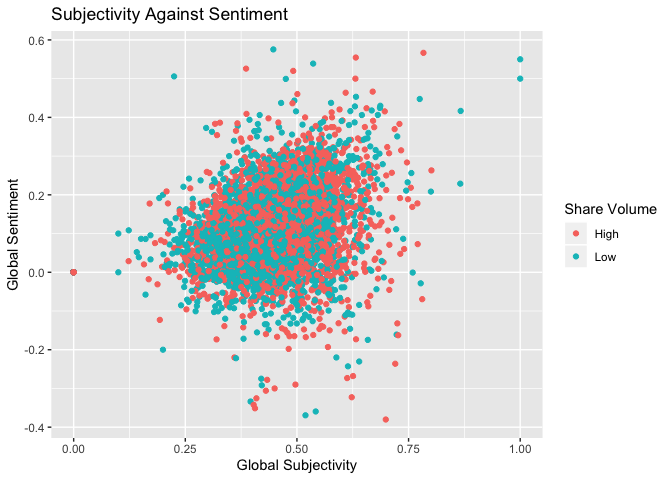 Subjectivity Against Sentiment
0.6
0.4
0.2
0.0
-0.2
-0.4
Global Sentiment
0.00
0.25
0.50
0.75
1.00
Global Subjectivity
Share Volume
High
Low